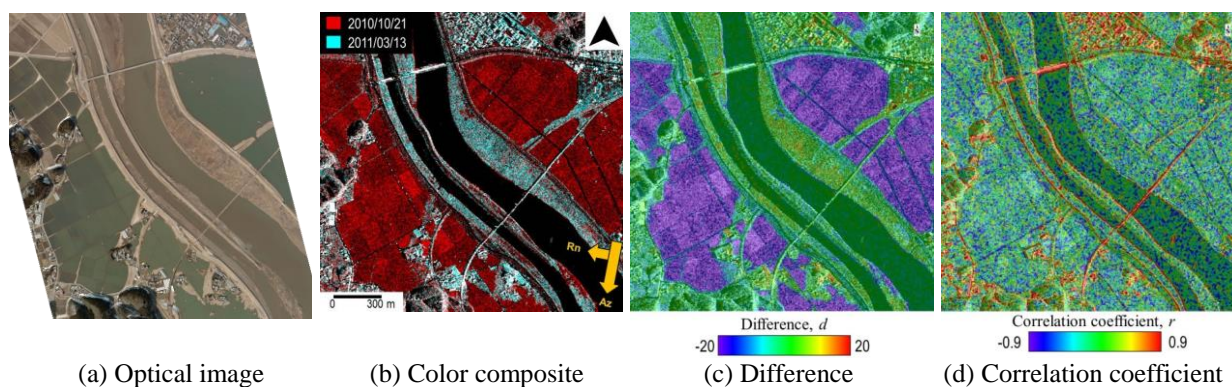 2010/10/21
2011/03/13
Rn
Az
0 300 m
Difference, d
-20 20
Correlation coefficient, r
-0.9 0.9
(a) Optical image (b) Color composite (c) Difference (d) Correlation coefficient